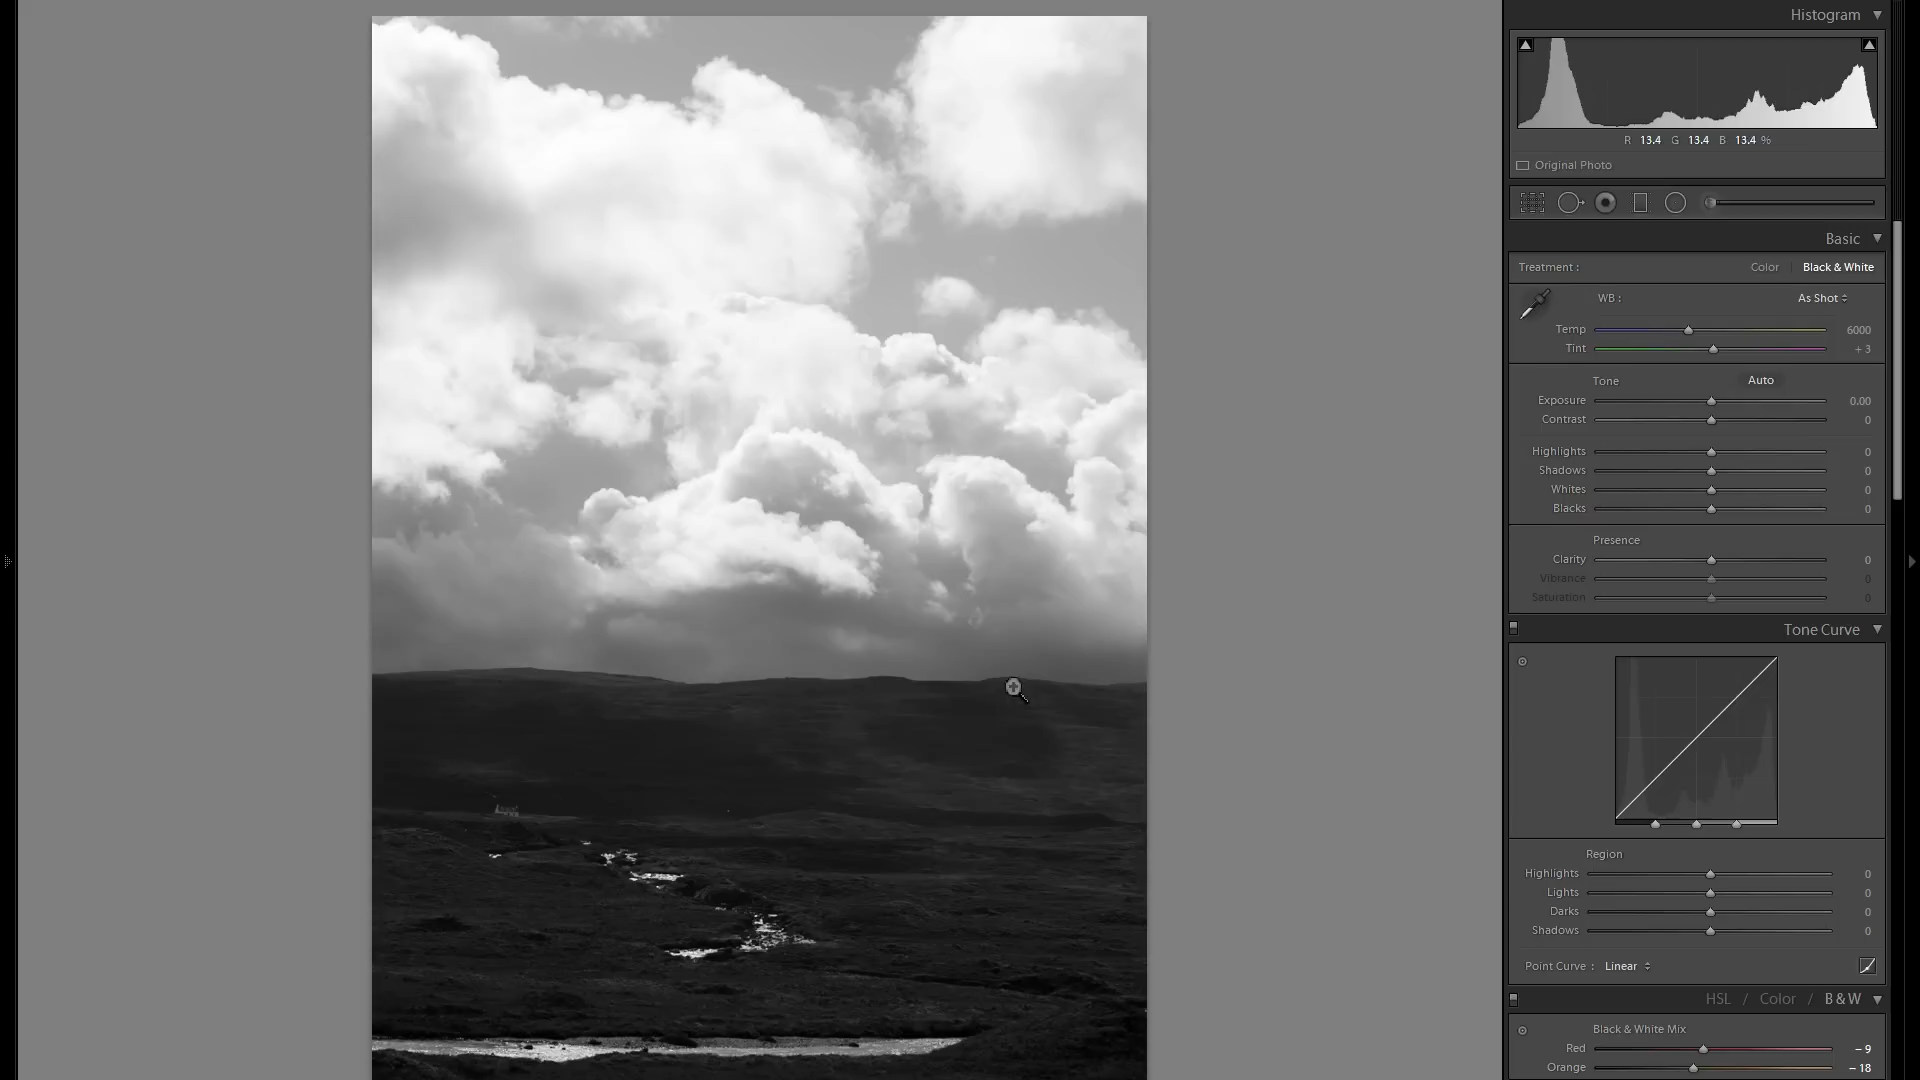 Histogram
R 13.4 G 13.4 B 13.4 %
Original Photo
Basic
Treatment : Color Black & White
WB : As Shot
Temp 6000
Tint + 3
Tone Auto
Exposure 0.00
Contrast 0
Highlights 0
Shadows 0
Whites 0
Blacks 0
Presence
Clarity 0
Vibrance 0
Saturation 0
Tone Curve
Region
Highlights 0
Lights 0
Darks 0
Shadows 0
Point Curve : Linear
HSL / Color / B & W
Black & White Mix
Red – 9
Orange – 18